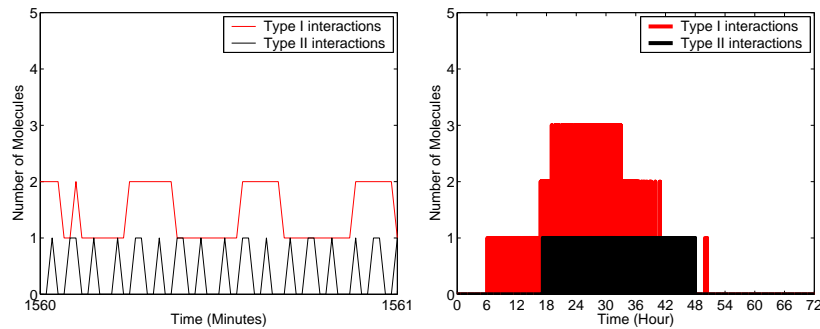 Type I interactions
Type II interactions
5
4
3
2
1
0
Number of Molecules
1560
1561
Time (Minutes)
Type I interactions
Type II interactions
5
4
3
2
1
0
Number of Molecules
0 6 12 18 24 30 36 42 48 54 60 66 72
Time (Hour)